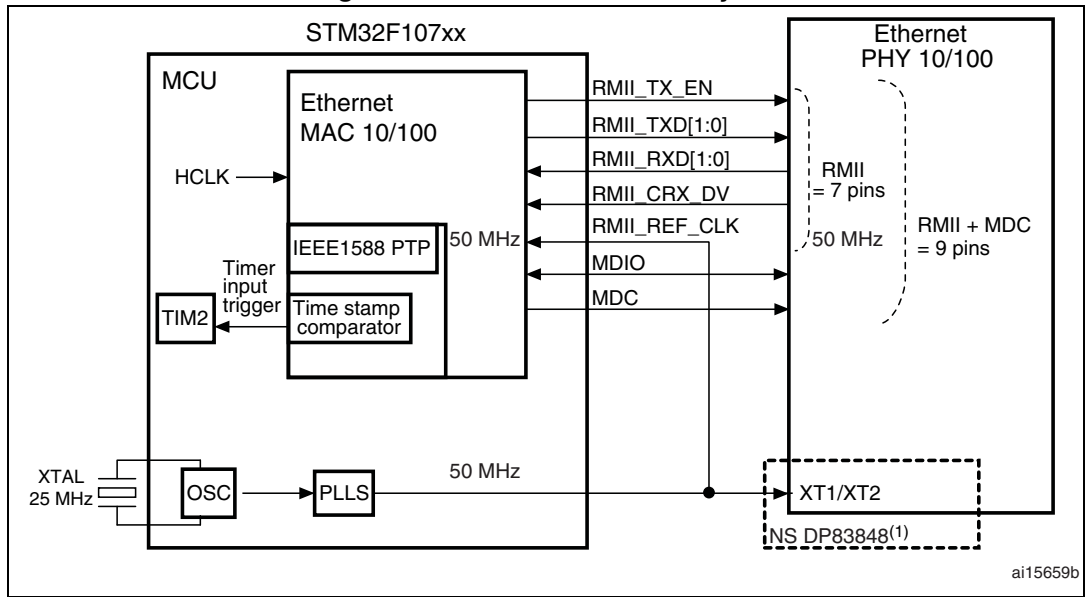 STM32F107xx
MCU
Ethernet
MAC 10/100
HCLK
IEEE1588 PTP
50 MHz
Timer
input
trigger
TIM2
Time stamp
comparator
RMII_TX_EN
RMII_TXD[1:0]
RMII_RXD[1:0]
RMII_CRX_DV
RMII_REF_CLK
MDIO
MDC
Ethernet
PHY 10/100
RMII
= 7 pins
50 MHz
RMII + MDC
= 9 pins
XTAL
25 MHz
OSC
PLLS
50 MHz
XT1/XT2
NS DP83848(1)
ai15659b